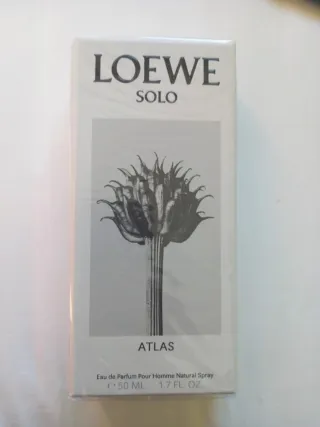 LOEWE
SOLO
ATLAS
Eau de Parfum Pour Homme Natural Spray
℮ 50 ML 1.7 FL. OZ.